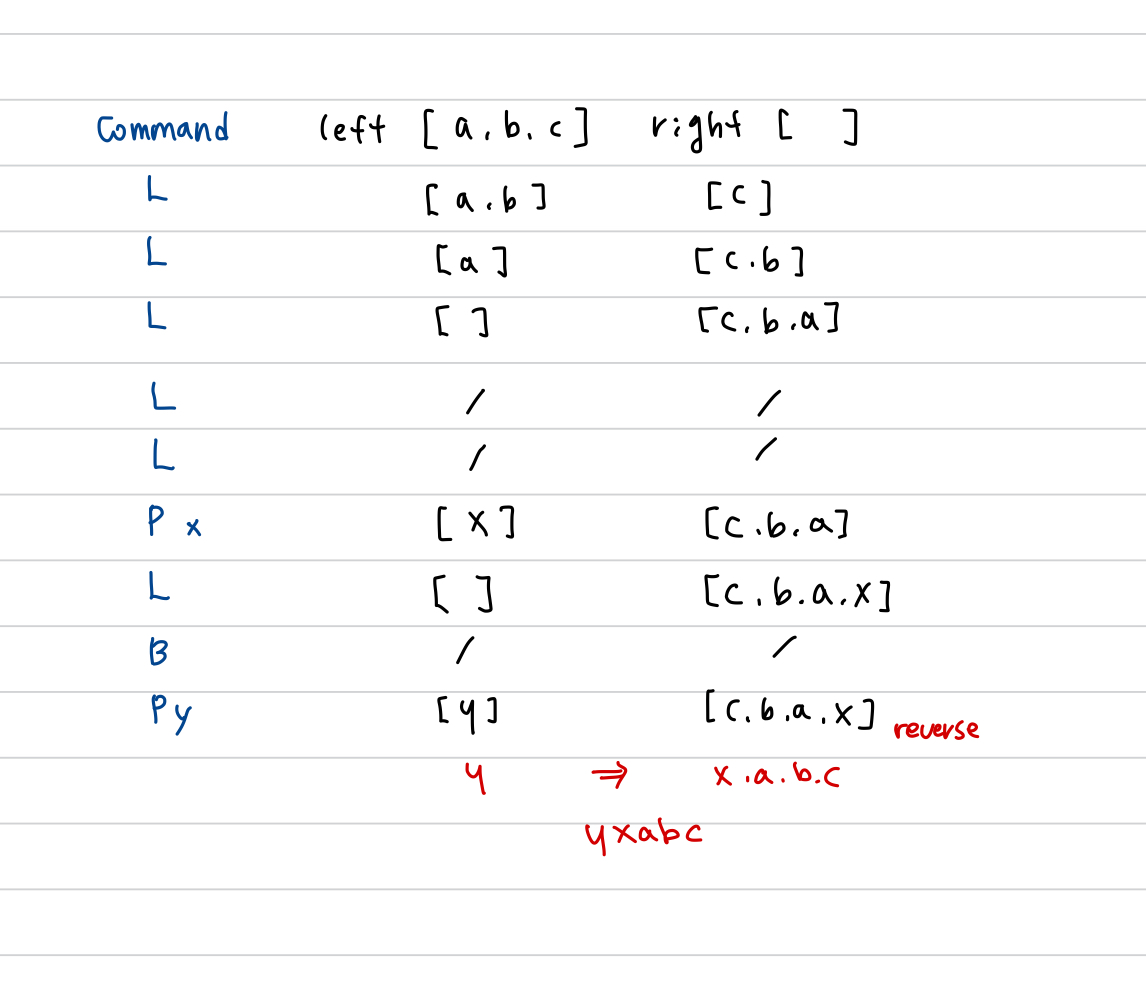 Command left [a.b.c] right [ ]
L [a.b] [c]
L [a] [c.b]
L [ ] [c.b.a]
L / /
L / /
P x [x] [c.b.a]
L [ ] [c.b.a.x]
B / /
P y [y] [c.b.a.x] reverse
y ⇒ x.a.b.c
yxabc